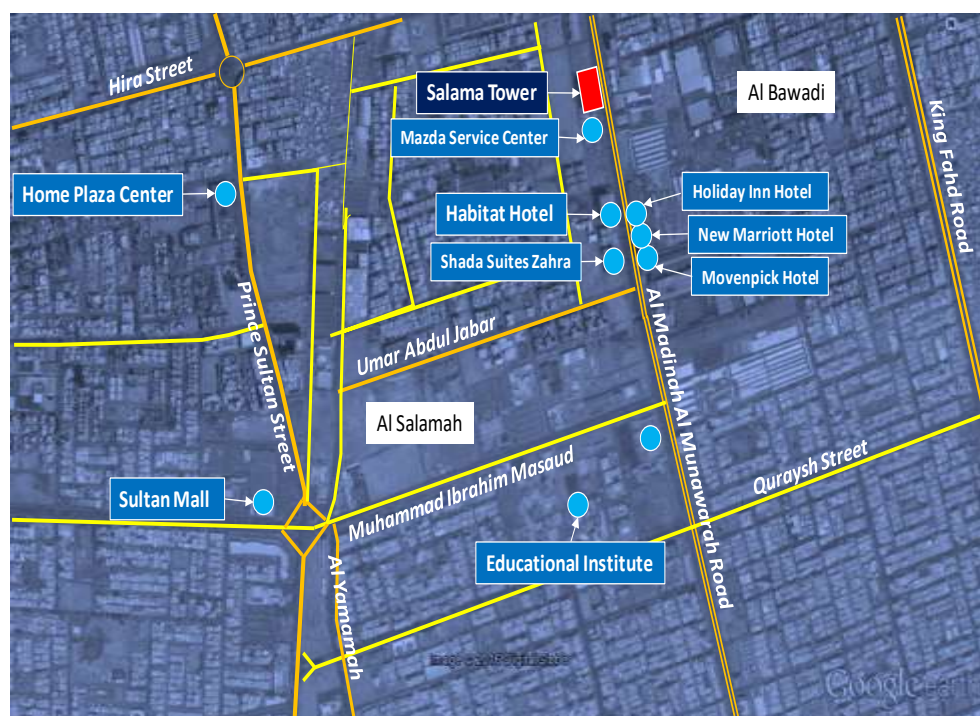 Hira Street
Salama Tower
Al Bawadi
Mazda Service Center
King Fahd Road
Home Plaza Center
Habitat Hotel
Holiday Inn Hotel
New Marriott Hotel
Shada Suites Zahra
Movenpick Hotel
Prince Sultan Street
Umar Abdul Jabar
Al Madinah Al Munawarah Road
Al Salamah
Quraysh Street
Sultan Mall
Muhammad Ibrahim Masaud
Educational Institute
Al Yamamah
Google